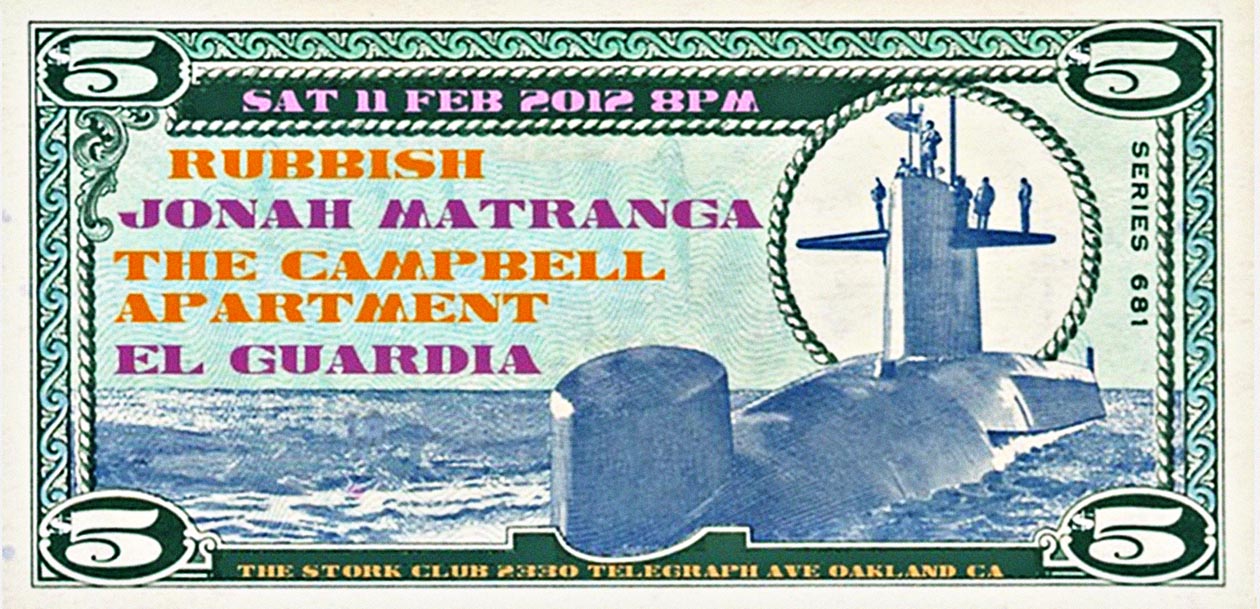 $5
$5
SAT 11 FEB 2012 8PM
RUBBISH
JONAH MATRANGA
THE CAMPBELL
APARTMENT
EL GUARDIA
SERIES 681
$5
$5
THE STORK CLUB 2330 TELEGRAPH AVE OAKLAND CA